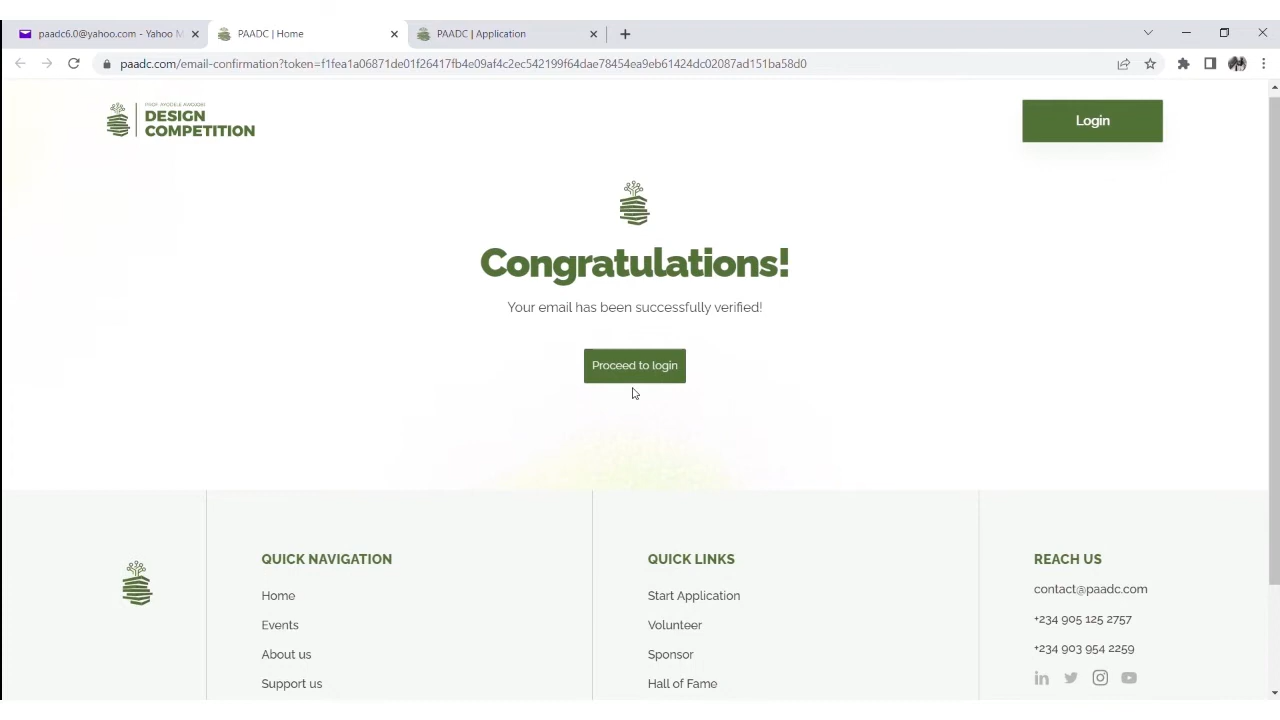 paadc6.0@yahoo.com - Yahoo M
PAADC | Home
PAADC | Application
paadc.com/email-confirmation?token=f1fea1a06871de01f26417fb4e09af4c2ec542199f64dae78454ea9eb61424dc02087ad151ba58d0
PROF AYODELE AWOJOBI
DESIGN
COMPETITION
Login
Congratulations!
Your email has been successfully verified!
Proceed to login
QUICK NAVIGATION
Home
Events
About us
Support us
QUICK LINKS
Start Application
Volunteer
Sponsor
Hall of Fame
REACH US
contact@paadc.com
+234 905 125 2757
+234 903 954 2259